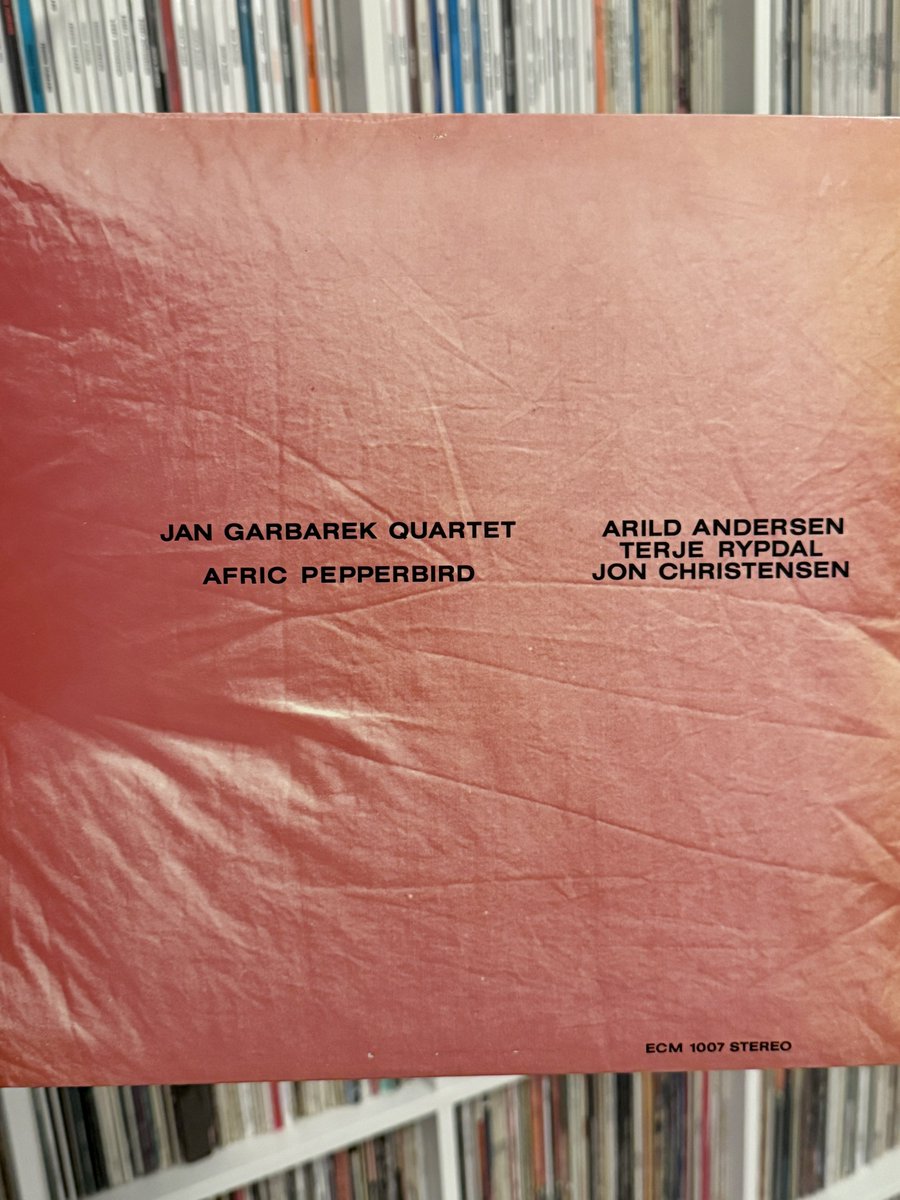 JAN GARBAREK QUARTET
AFRIC PEPPERBIRD
ARILD ANDERSEN
TERJE RYPDAL
JON CHRISTENSEN
ECM 1007 STEREO